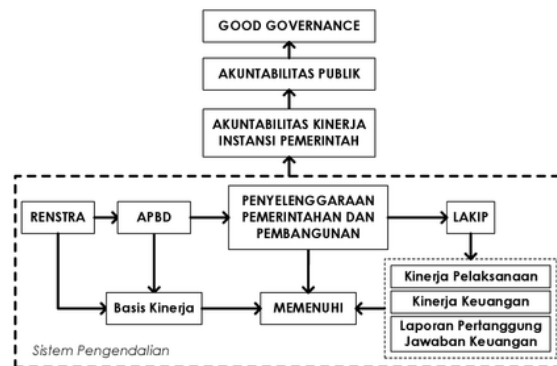 GOOD GOVERNANCE
AKUNTABILITAS PUBLIK
AKUNTABILITAS KINERJA
INSTANSI PEMERINTAH
RENSTRA
APBD
PENYELENGGARAAN
PEMERINTAHAN DAN
PEMBANGUNAN
LAKIP
Basis Kinerja
MEMENUHI
Kinerja Pelaksanaan
Kinerja Keuangan
Laporan Pertanggung
Jawaban Keuangan
Sistem Pengendalian